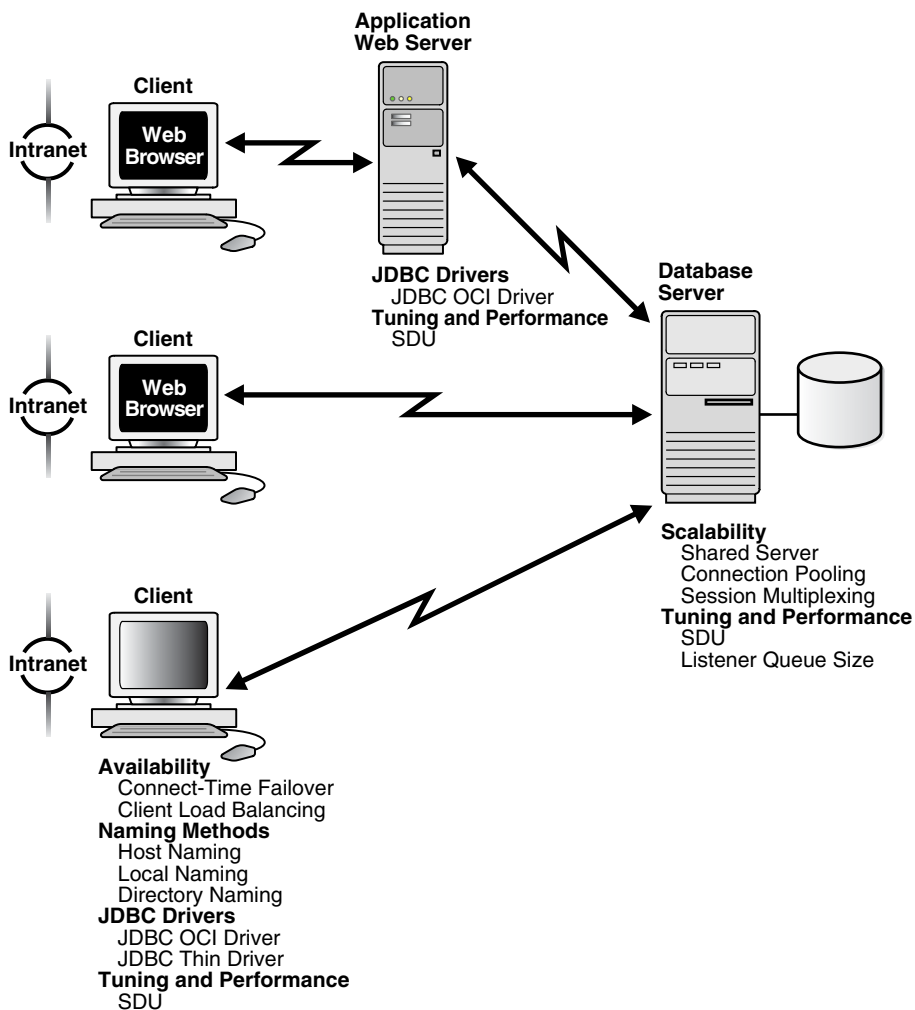 Application
Web Server
Client
Intranet
Web
Browser
JDBC Drivers
JDBC OCI Driver
Tuning and Performance
SDU
Database
Server
Client
Intranet
Web
Browser
Scalability
Shared Server
Connection Pooling
Session Multiplexing
Tuning and Performance
SDU
Listener Queue Size
Client
Intranet
Availability
Connect-Time Failover
Client Load Balancing
Naming Methods
Host Naming
Local Naming
Directory Naming
JDBC Drivers
JDBC OCI Driver
JDBC Thin Driver
Tuning and Performance
SDU